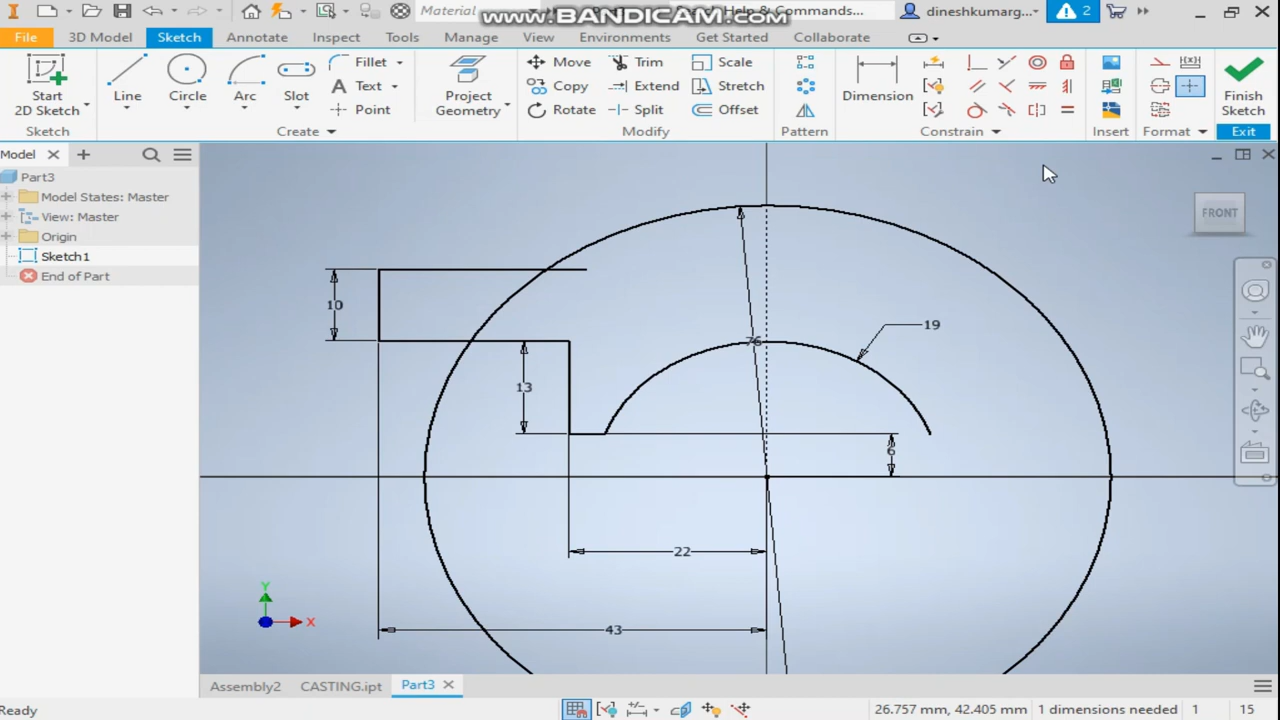 Material
www.BANDICAM.com
Help & Commands...
dineshkumarg...
2
File
3D Model
Sketch
Annotate
Inspect
Tools
Manage
View
Environments
Get Started
Collaborate
Start
2D Sketch
Line
Circle
Arc
Slot
Fillet
Text
Point
Project
Geometry
Move
Copy
Rotate
Trim
Extend
Split
Scale
Stretch
Offset
Dimension
Finish
Sketch
Sketch
Create
Modify
Pattern
Constrain
Insert
Format
Exit
Model
Part3
Model States: Master
View: Master
Origin
Sketch1
End of Part
FRONT
10
13
76
19
6
22
43
Y
X
Assembly2
CASTING.ipt
Part3
Ready
26.757 mm, 42.405 mm
1 dimensions needed
1
15